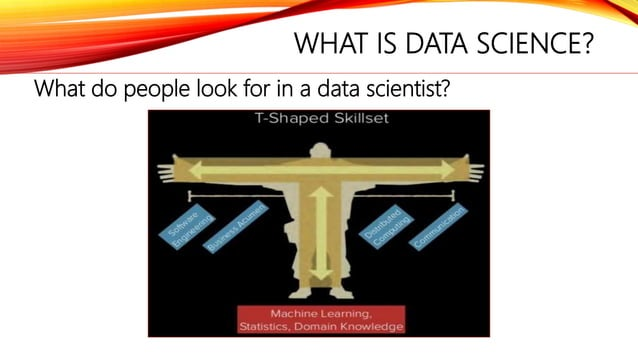 WHAT IS DATA SCIENCE?
What do people look for in a data scientist?
T-Shaped Skillset
Software
Engineering
Business Acumen
Distributed
Computing
Communication
Machine Learning,
Statistics, Domain Knowledge